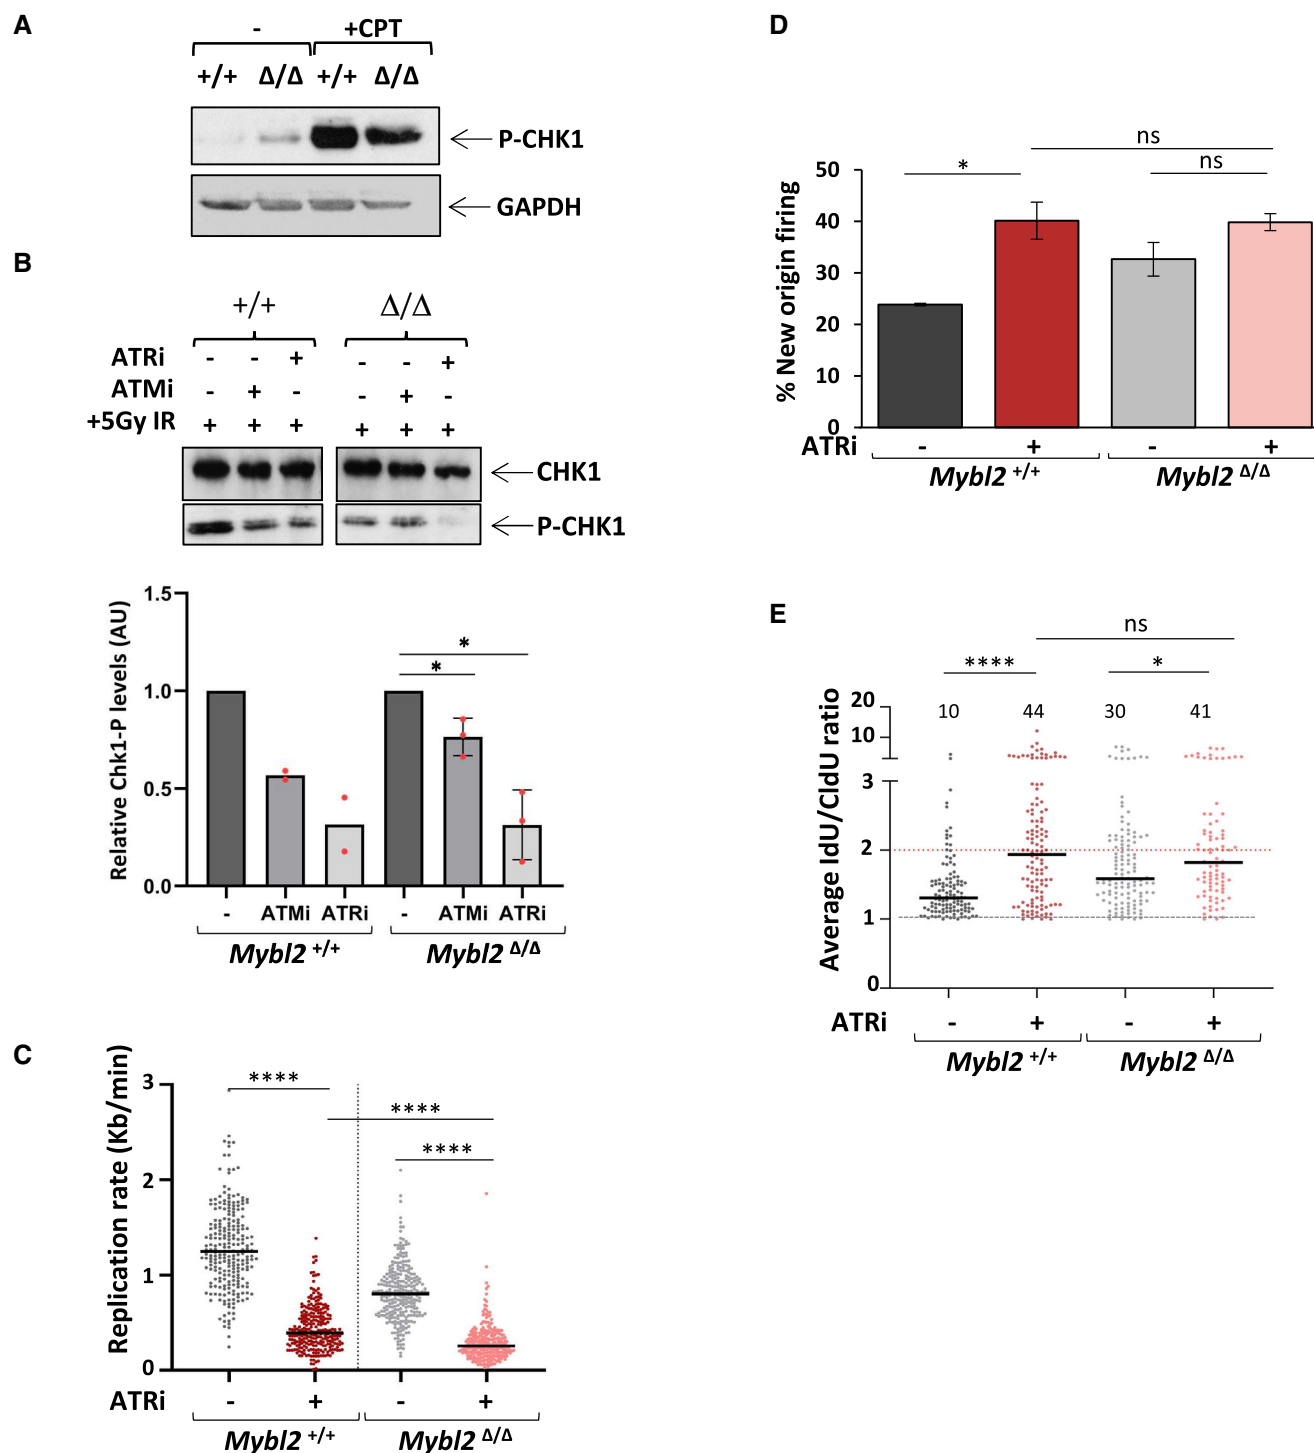 A
- +CPT
+/+ Δ/Δ +/+ Δ/Δ
P-CHK1
GAPDH
B
+/+ Δ/Δ
ATRi - - + - - +
ATMi - + - - + -
+5Gy IR + + + + + +
CHK1
P-CHK1
Relative Chk1-P levels (AU)
1.5
1.0
0.5
0.0
* *
- ATMi ATRi - ATMi ATRi
Mybl2 +/+ Mybl2 Δ/Δ
C
Replication rate (Kb/min)
3
2
1
0
**** **** ****
ATRi - + - +
Mybl2 +/+ Mybl2 Δ/Δ
D
% New origin firing
50
40
30
20
10
0
* ns ns
ATRi - + - +
Mybl2 +/+ Mybl2 Δ/Δ
E
Average IdU/CldU ratio
ns
**** *
20
10
3
2
1
0
10 44 30 41
ATRi - + - +
Mybl2 +/+ Mybl2 Δ/Δ